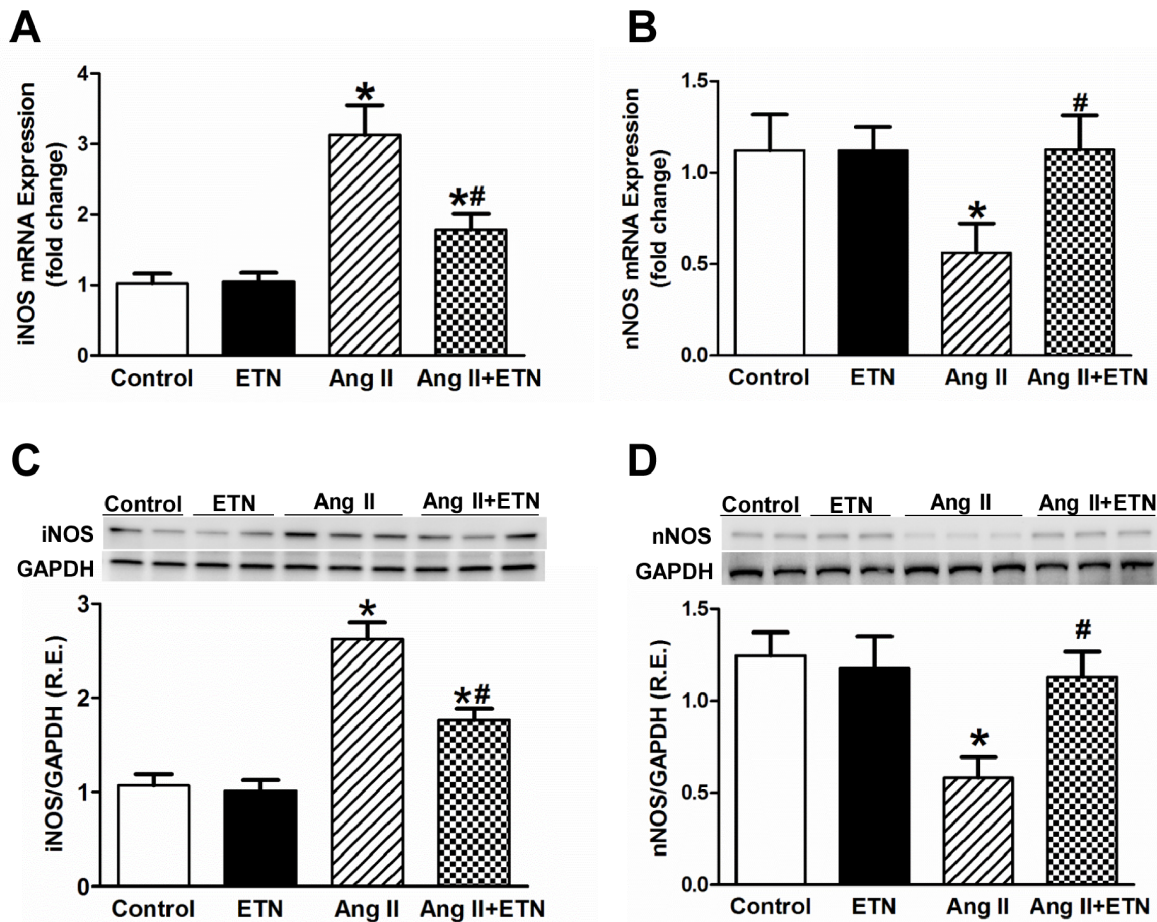 A
iNOS mRNA Expression
(fold change)
4
3
2
1
0
*
*#
Control ETN Ang II Ang II+ETN
B
nNOS mRNA Expression
(fold change)
1.5
1.0
0.5
0.0
*
#
Control ETN Ang II Ang II+ETN
C
Control ETN Ang II Ang II+ETN
iNOS
GAPDH
iNOS/GAPDH (R.E.)
3
2
1
0
*
*#
Control ETN Ang II Ang II+ETN
D
Control ETN Ang II Ang II+ETN
nNOS
GAPDH
nNOS/GAPDH (R.E.)
1.5
1.0
0.5
0.0
*
#
Control ETN Ang II Ang II+ETN